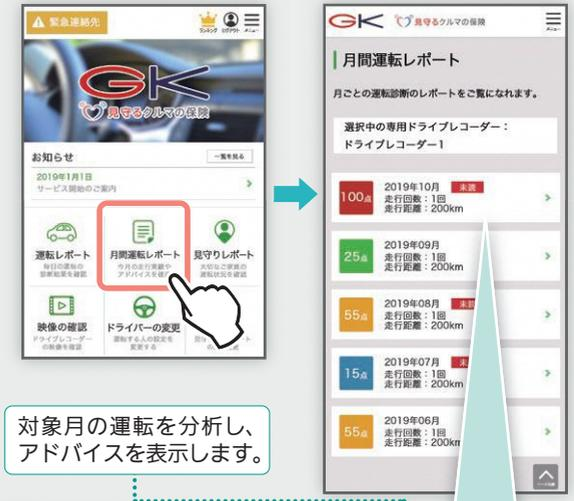 緊急連絡先
ランキング ログアウト メニュー
GK
見守るクルマの保険
お知らせ
一覧を見る
2019年1月1日
サービス開始のご案内
運転レポート
毎日の運転の
診断結果を確認
月間運転レポート
今月の走行実績や
アドバイスを
見守りレポート
大切なご家族の
運転状況を確認
映像の確認
ドライブレコーダー
の映像を確認
ドライバーの変更
運転する人の設定を
変更する
GK 見守るクルマの保険
メニュー
月間運転レポート
月ごとの運転診断のレポートをご覧になれます。
選択中の専用ドライブレコーダー：
ドライブレコーダー1
100点
2019年10月 未読
走行回数：1回
走行距離：200km
25点
2019年09月
走行回数：1回
走行距離：200km
55点
2019年08月 未読
走行回数：1回
走行距離：200km
15点
2019年07月 未
走行回数：1回
走行距離：200km
55点
2019年06月
走行回数：1回
走行距離：200km
対象月の運転を分析し、
アドバイスを表示します。